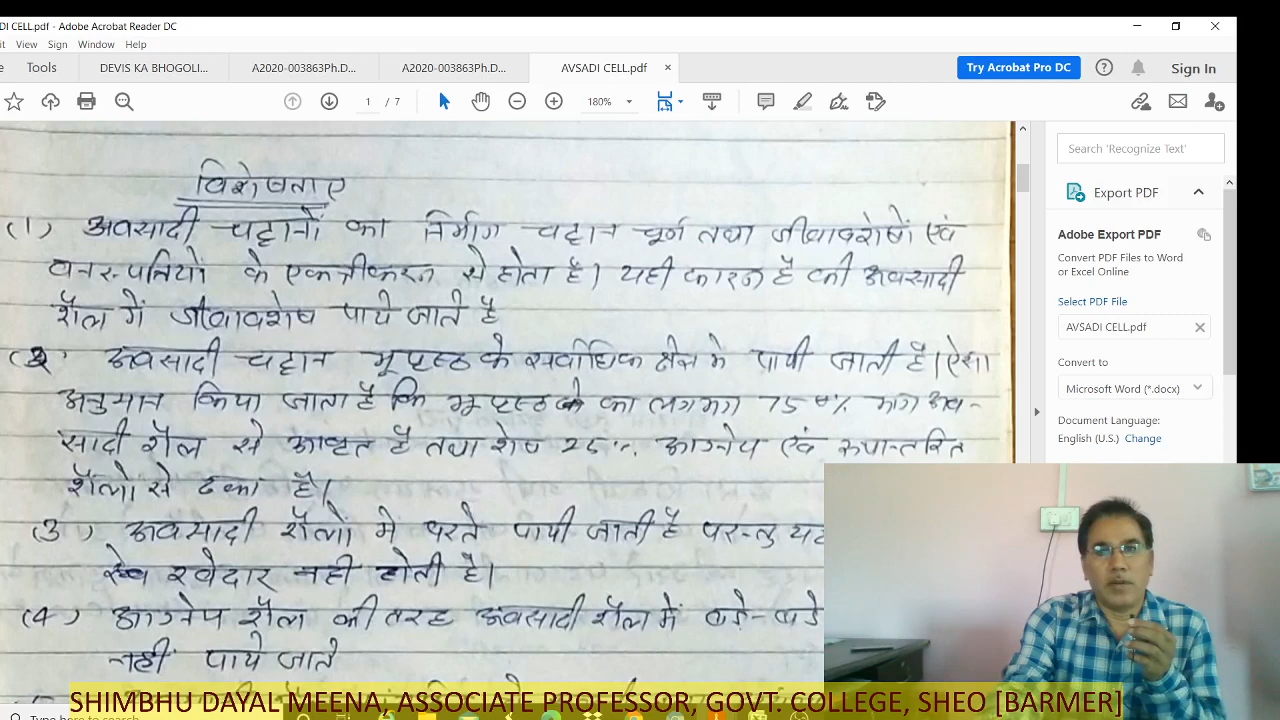 DI CELL.pdf - Adobe Acrobat Reader DC
it View Sign Window Help
e Tools DEVIS KA BHOGOLI... A2020-003863Ph.D... A2020-003863Ph.D... AVSADI CELL.pdf × Try Acrobat Pro DC Sign In
1 / 7 180%
Search 'Recognize Text'
Export PDF
Adobe Export PDF
Convert PDF Files to Word
or Excel Online
Select PDF File
AVSADI CELL.pdf ×
Convert to
Microsoft Word (*.docx)
Document Language:
English (U.S.) Change
विशेषताए
(1) अवसादी चट्टानों का निर्माण चट्टान चूर्ण तथा जीवावशेषों एवं
वनस्पतियों के एकत्रीकरण से होता है। यही कारण है की अवसादी
शैल में जीवावशेष पाये जाते है
(2) अवसादी चट्टान भूपृष्ठ के सर्वाधिक क्षेत्र मे पायी जाती है। ऐसा
अनुमान किया जाता है कि भूपृष्ठ का लगभग 75% भाग अव-
सादी शैल से आवृत है तथा शेष 25% आग्नेय एवं रूपान्तरित
शैलों से ढका है।
(3) अवसादी शैलों मे परते पायी जाती है परन्तु
रवेदार नही होती है।
(4) आग्नेय शैल की तरह अवसादी शैल में बड़े-बड़े
नहीं पाये जाते
SHIMBHU DAYAL MEENA, ASSOCIATE PROFESSOR, GOVT. COLLEGE, SHEO [BARMER]